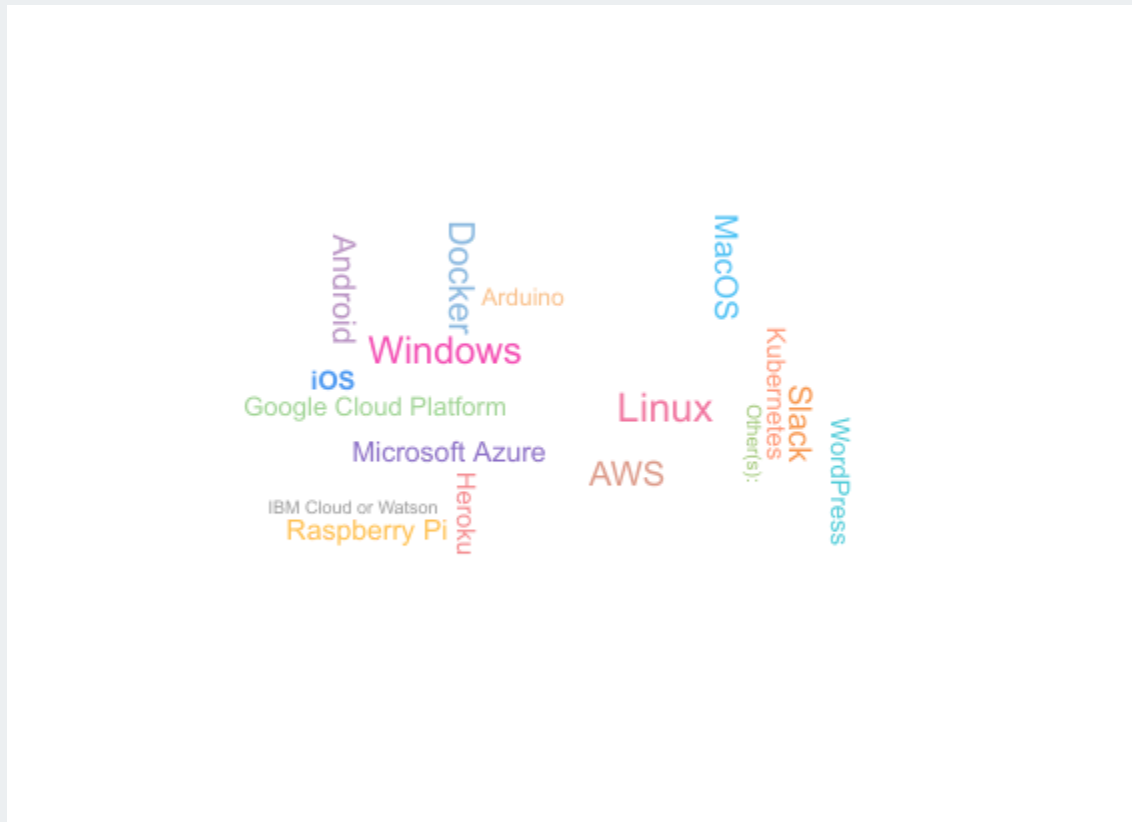 MacOS
Docker
Android
Arduino
Windows
Kubernetes
iOS
Slack
Google Cloud Platform
Linux
Other(s):
WordPress
Microsoft Azure
AWS
Heroku
IBM Cloud or Watson
Raspberry Pi